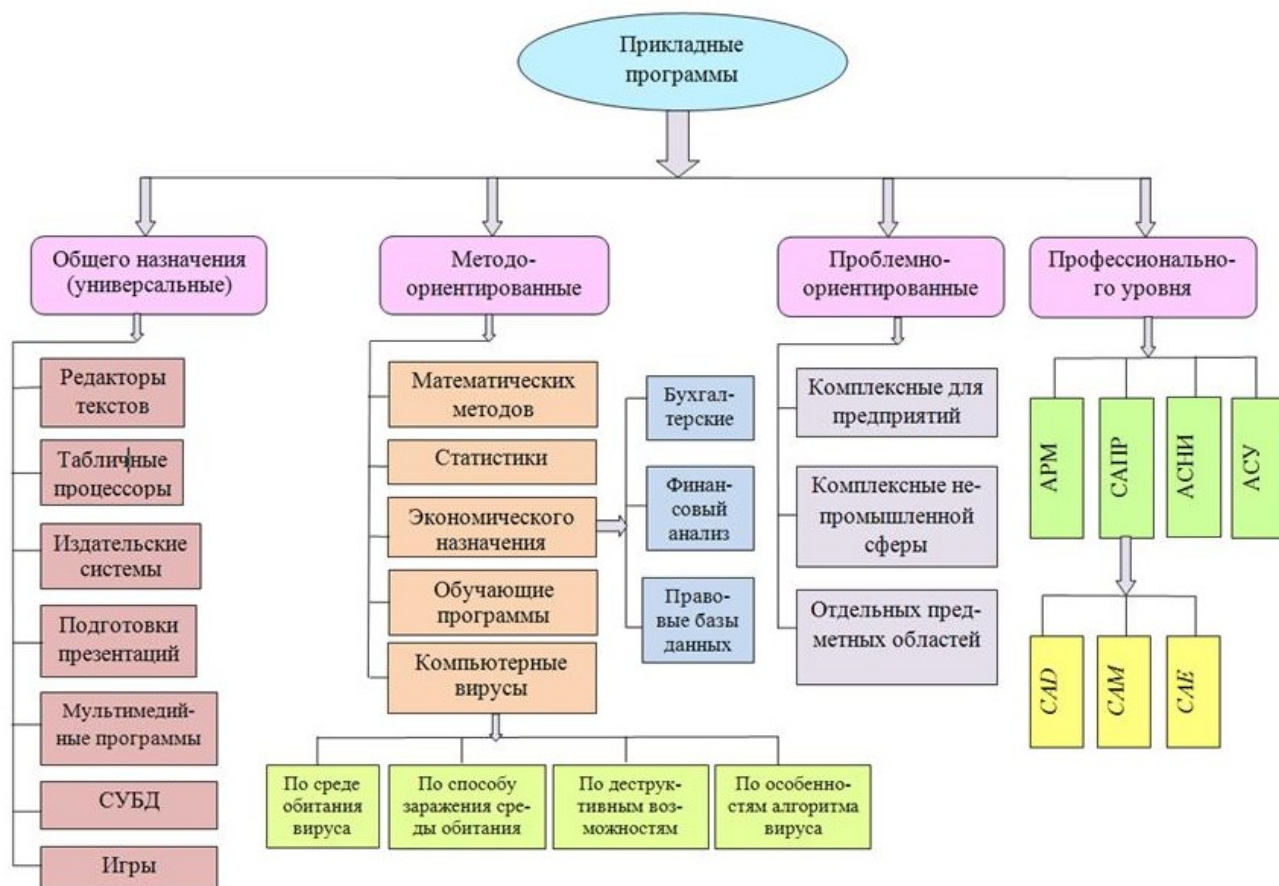 Прикладные
программы
Общего назначения
(универсальные)
Методо-
ориентированные
Проблемно-
ориентированные
Профессионально-
го уровня
Редакторы
текстов
Табличные
процессоры
Издательские
системы
Подготовки
презентаций
Мультимедий-
ные программы
СУБД
Игры
Математических
методов
Статистики
Экономического
назначения
Обучающие
программы
Компьютерные
вирусы
Бухгал-
терские
Финан-
совый
анализ
Право-
вые базы
данных
По среде
обитания
вируса
По способу
заражения сре-
ды обитания
По деструк-
тивным воз-
можностям
По особенно-
стям алгоритма
вируса
Комплексные для
предприятий
Комплексные не-
промышленной
сферы
Отдельных пред-
метных областей
АРМ
САПР
АСНИ
АСУ
CAD
CAM
CAE